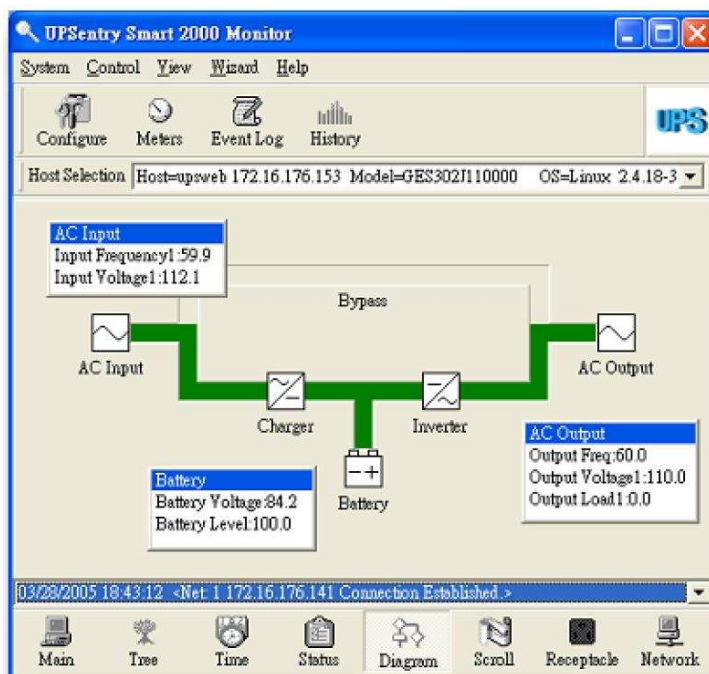 UPSentry Smart 2000 Monitor
System Control View Wizard Help
Configure Meters Event Log History
UPS
Host Selection Host=upsweb 172.16.176.153 Model=GES302J110000 OS=Linux 2.4.18-3
AC Input
Input Frequency1:59.9
Input Voltage1:112.1
Bypass
AC Input
AC Output
Charger
Inverter
AC Output
Output Freq:60.0
Output Voltage1:110.0
Output Load1:0.0
Battery
Battery Voltage:84.2
Battery Level:100.0
Battery
03/28/2005 18:43:12 <Net: 1 172.16.176.141 Connection Established.>
Main Tree Time Status Diagram Scroll Receptacle Network